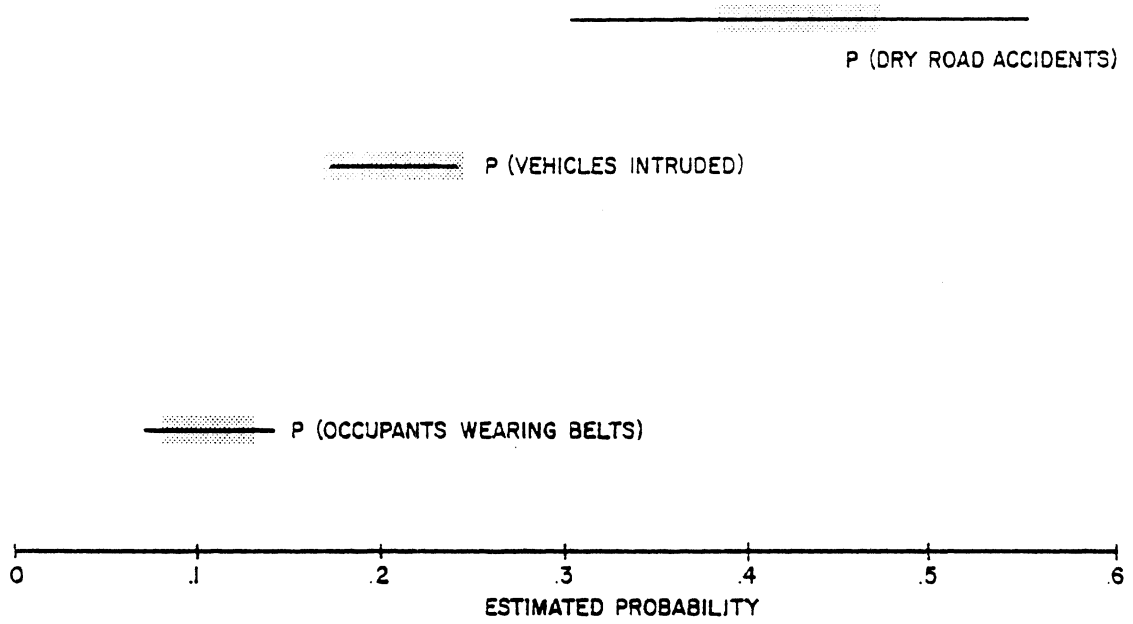 P (DRY ROAD ACCIDENTS)
P (VEHICLES INTRUDED)
P (OCCUPANTS WEARING BELTS)
0 .1 .2 .3 .4 .5 .6
ESTIMATED PROBABILITY